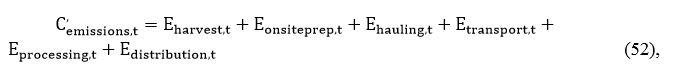 C′emissions,t = Eharvest,t + Eonsiteprep,t + Ehauling,t + Etransport,t +
Eprocessing,t + Edistribution,t (52),